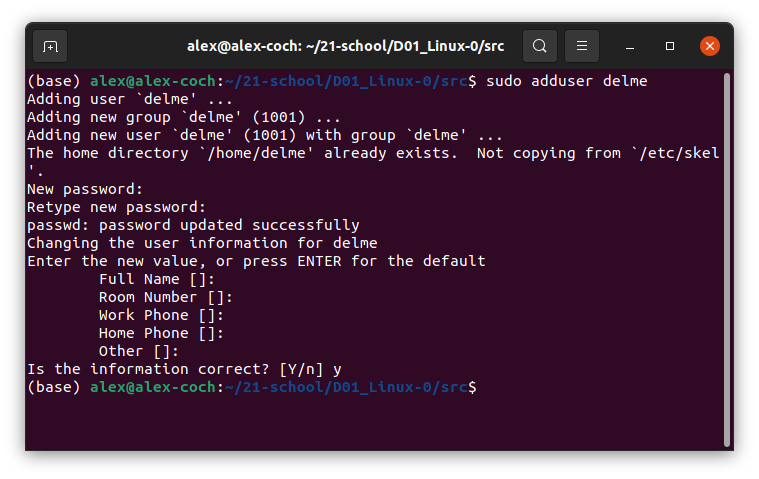 alex@alex-coch: ~/21-school/D01_Linux-0/src
(base) alex@alex-coch:~/21-school/D01_Linux-0/src$ sudo adduser delme
Adding user `delme' ...
Adding new group `delme' (1001) ...
Adding new user `delme' (1001) with group `delme' ...
The home directory `/home/delme' already exists.  Not copying from `/etc/skel
'.
New password:
Retype new password:
passwd: password updated successfully
Changing the user information for delme
Enter the new value, or press ENTER for the default
        Full Name []:
        Room Number []:
        Work Phone []:
        Home Phone []:
        Other []:
Is the information correct? [Y/n] y
(base) alex@alex-coch:~/21-school/D01_Linux-0/src$